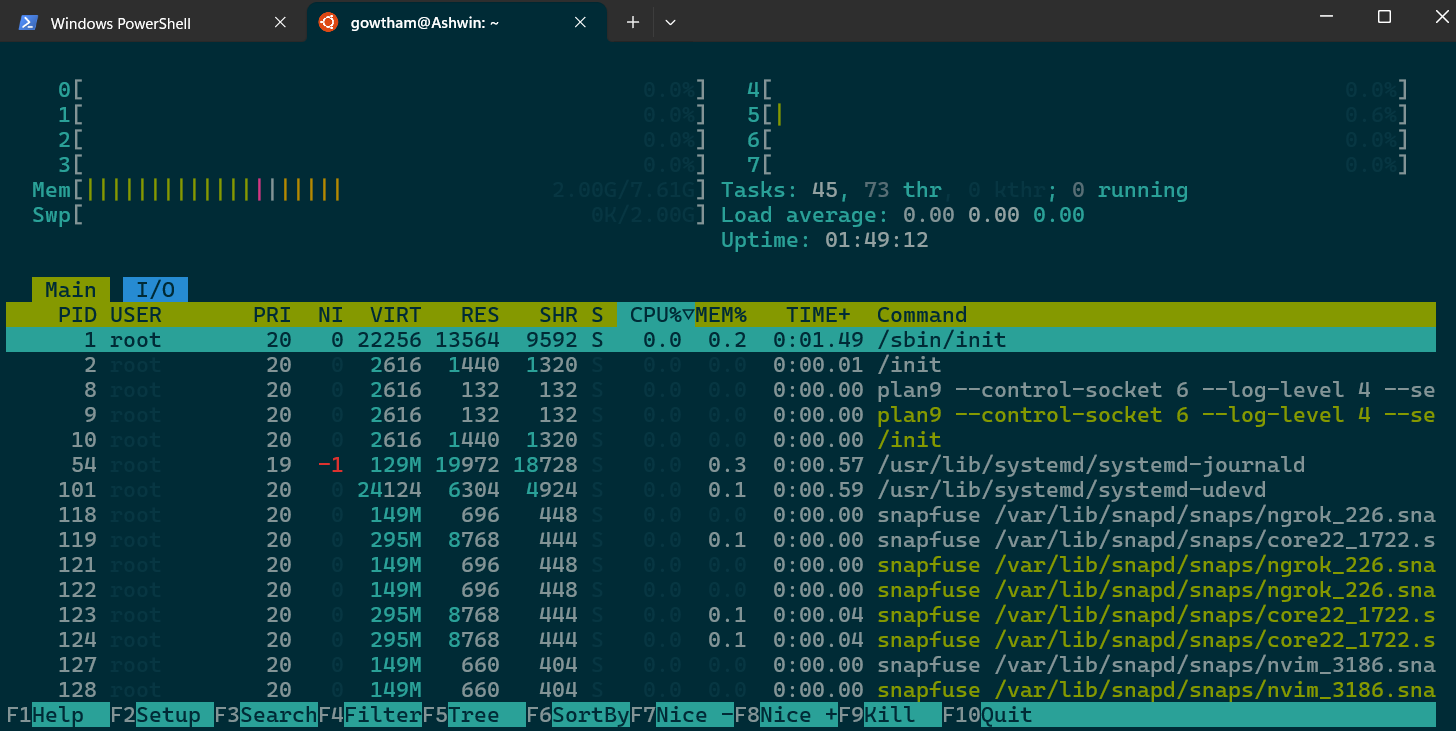 Windows PowerShell
gowtham@Ashwin: ~
0[ 0.0%] 4[ 0.0%]
1[ 0.0%] 5[| 0.6%]
2[ 0.0%] 6[ 0.0%]
3[ 0.0%] 7[ 0.0%]
Mem[|||||||||||||||||||| 2.00G/7.61G] Tasks: 45, 73 thr, 0 kthr; 0 running
Swp[ 0K/2.00G] Load average: 0.00 0.00 0.00
Uptime: 01:49:12
Main I/O
PID USER PRI NI VIRT RES SHR S CPU%▽MEM% TIME+ Command
1 root 20 0 22256 13564 9592 S 0.0 0.2 0:01.49 /sbin/init
2 root 20 0 2616 1440 1320 S 0.0 0.0 0:00.01 /init
8 root 20 0 2616 132 132 S 0.0 0.0 0:00.00 plan9 --control-socket 6 --log-level 4 --se
9 root 20 0 2616 132 132 S 0.0 0.0 0:00.00 plan9 --control-socket 6 --log-level 4 --se
10 root 20 0 2616 1440 1320 S 0.0 0.0 0:00.00 /init
54 root 19 -1 129M 19972 18728 S 0.0 0.3 0:00.57 /usr/lib/systemd/systemd-journald
101 root 20 0 24124 6304 4924 S 0.0 0.1 0:00.59 /usr/lib/systemd/systemd-udevd
118 root 20 0 149M 696 448 S 0.0 0.0 0:00.00 snapfuse /var/lib/snapd/snaps/ngrok_226.sna
119 root 20 0 295M 8768 444 S 0.0 0.1 0:00.00 snapfuse /var/lib/snapd/snaps/core22_1722.s
121 root 20 0 149M 696 448 S 0.0 0.0 0:00.00 snapfuse /var/lib/snapd/snaps/ngrok_226.sna
122 root 20 0 149M 696 448 S 0.0 0.0 0:00.00 snapfuse /var/lib/snapd/snaps/ngrok_226.sna
123 root 20 0 295M 8768 444 S 0.0 0.1 0:00.04 snapfuse /var/lib/snapd/snaps/core22_1722.s
124 root 20 0 295M 8768 444 S 0.0 0.1 0:00.04 snapfuse /var/lib/snapd/snaps/core22_1722.s
127 root 20 0 149M 660 404 S 0.0 0.0 0:00.00 snapfuse /var/lib/snapd/snaps/nvim_3186.sna
128 root 20 0 149M 660 404 S 0.0 0.0 0:00.00 snapfuse /var/lib/snapd/snaps/nvim_3186.sna
F1Help F2Setup F3SearchF4FilterF5Tree F6SortByF7Nice -F8Nice +F9Kill F10Quit